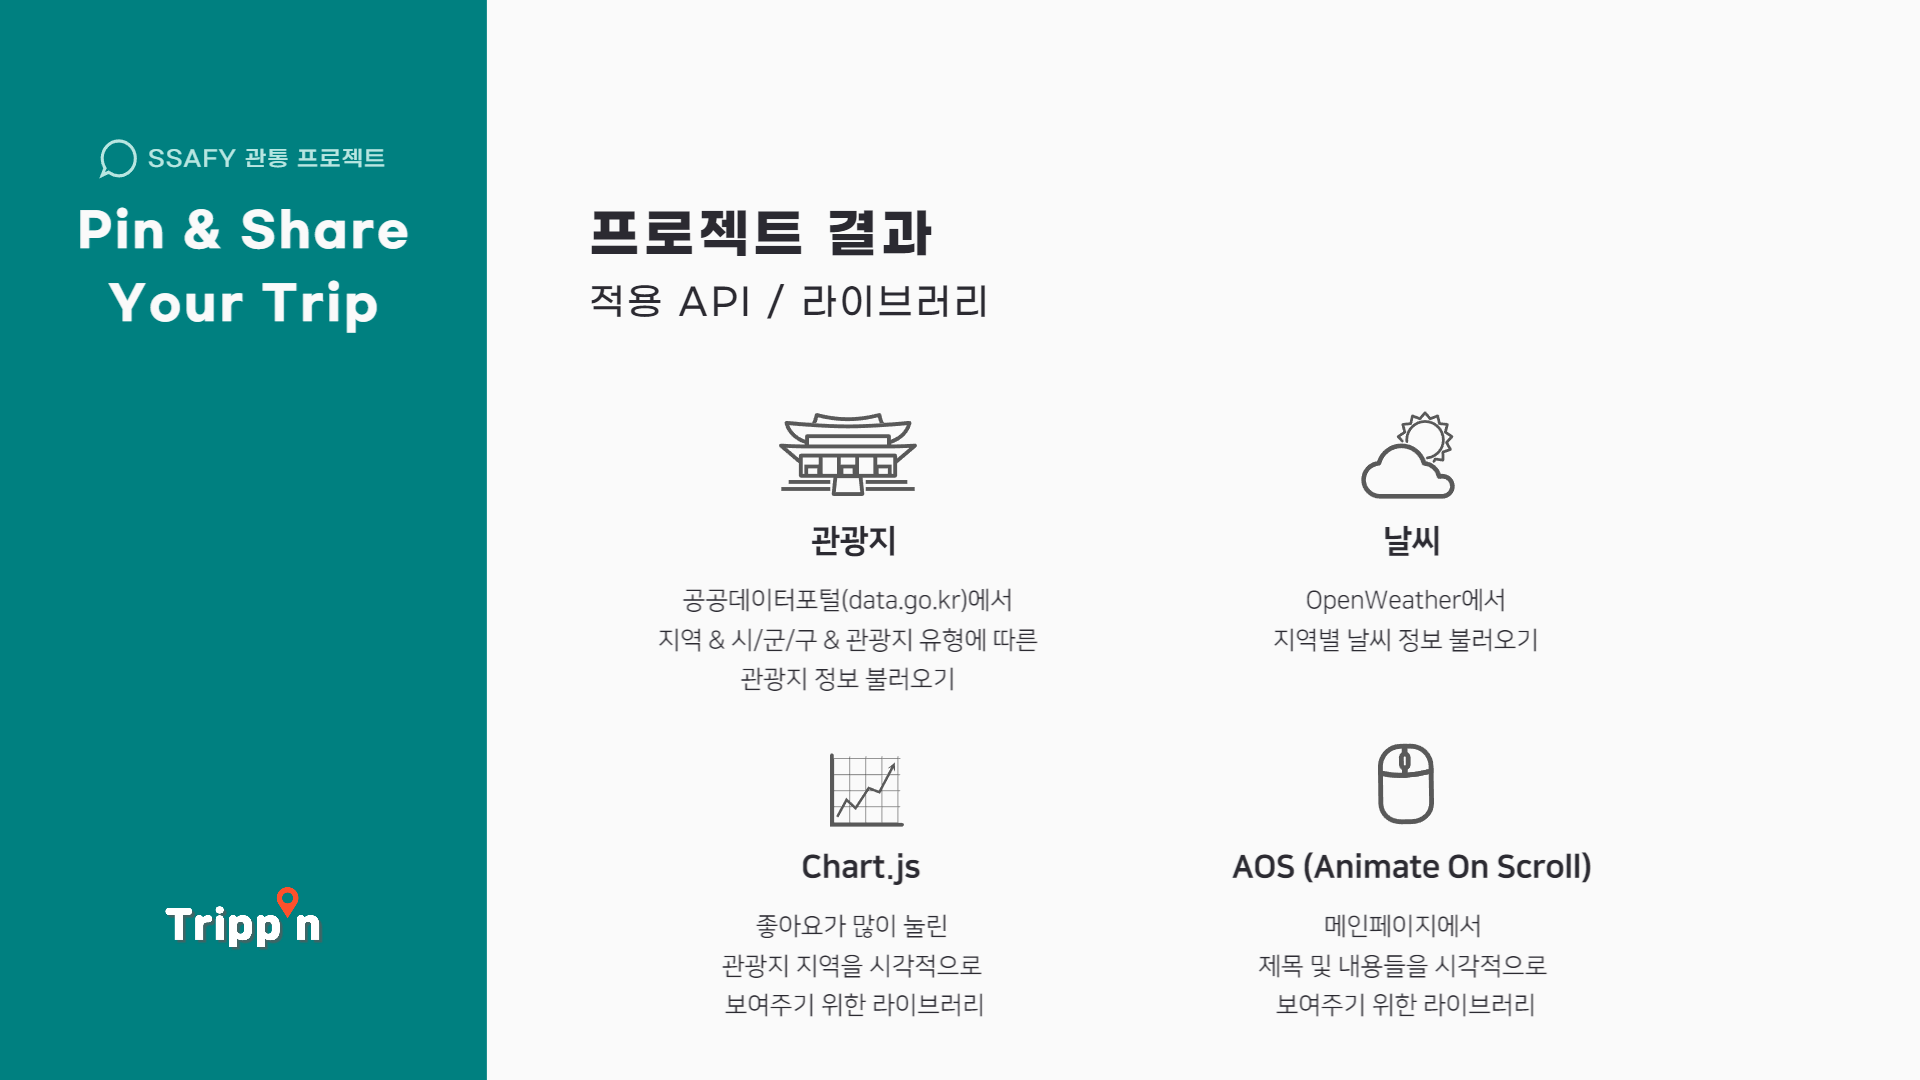 SSAFY 관통 프로젝트
Pin & Share
Your Trip
Trippin
프로젝트 결과
적용 API / 라이브러리
관광지
공공데이터포털(data.go.kr)에서
지역 & 시/군/구 & 관광지 유형에 따른
관광지 정보 불러오기
날씨
OpenWeather에서
지역별 날씨 정보 불러오기
Chart.js
좋아요가 많이 눌린
관광지 지역을 시각적으로
보여주기 위한 라이브러리
AOS (Animate On Scroll)
메인페이지에서
제목 및 내용들을 시각적으로
보여주기 위한 라이브러리